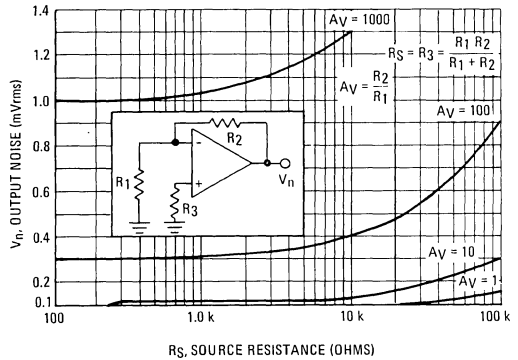 1.4
1.2
1.0
0.8
0.6
0.4
0.2
0.1
Vn, OUTPUT NOISE (mVrms)
AV = 1000
RS = R3 = R1 R2
R1 + R2
AV = R2
R1
AV = 100
AV = 10
AV = 1
R2
R1
R3
-
+
Vn
100
1.0 k
10 k
100 k
RS, SOURCE RESISTANCE (OHMS)